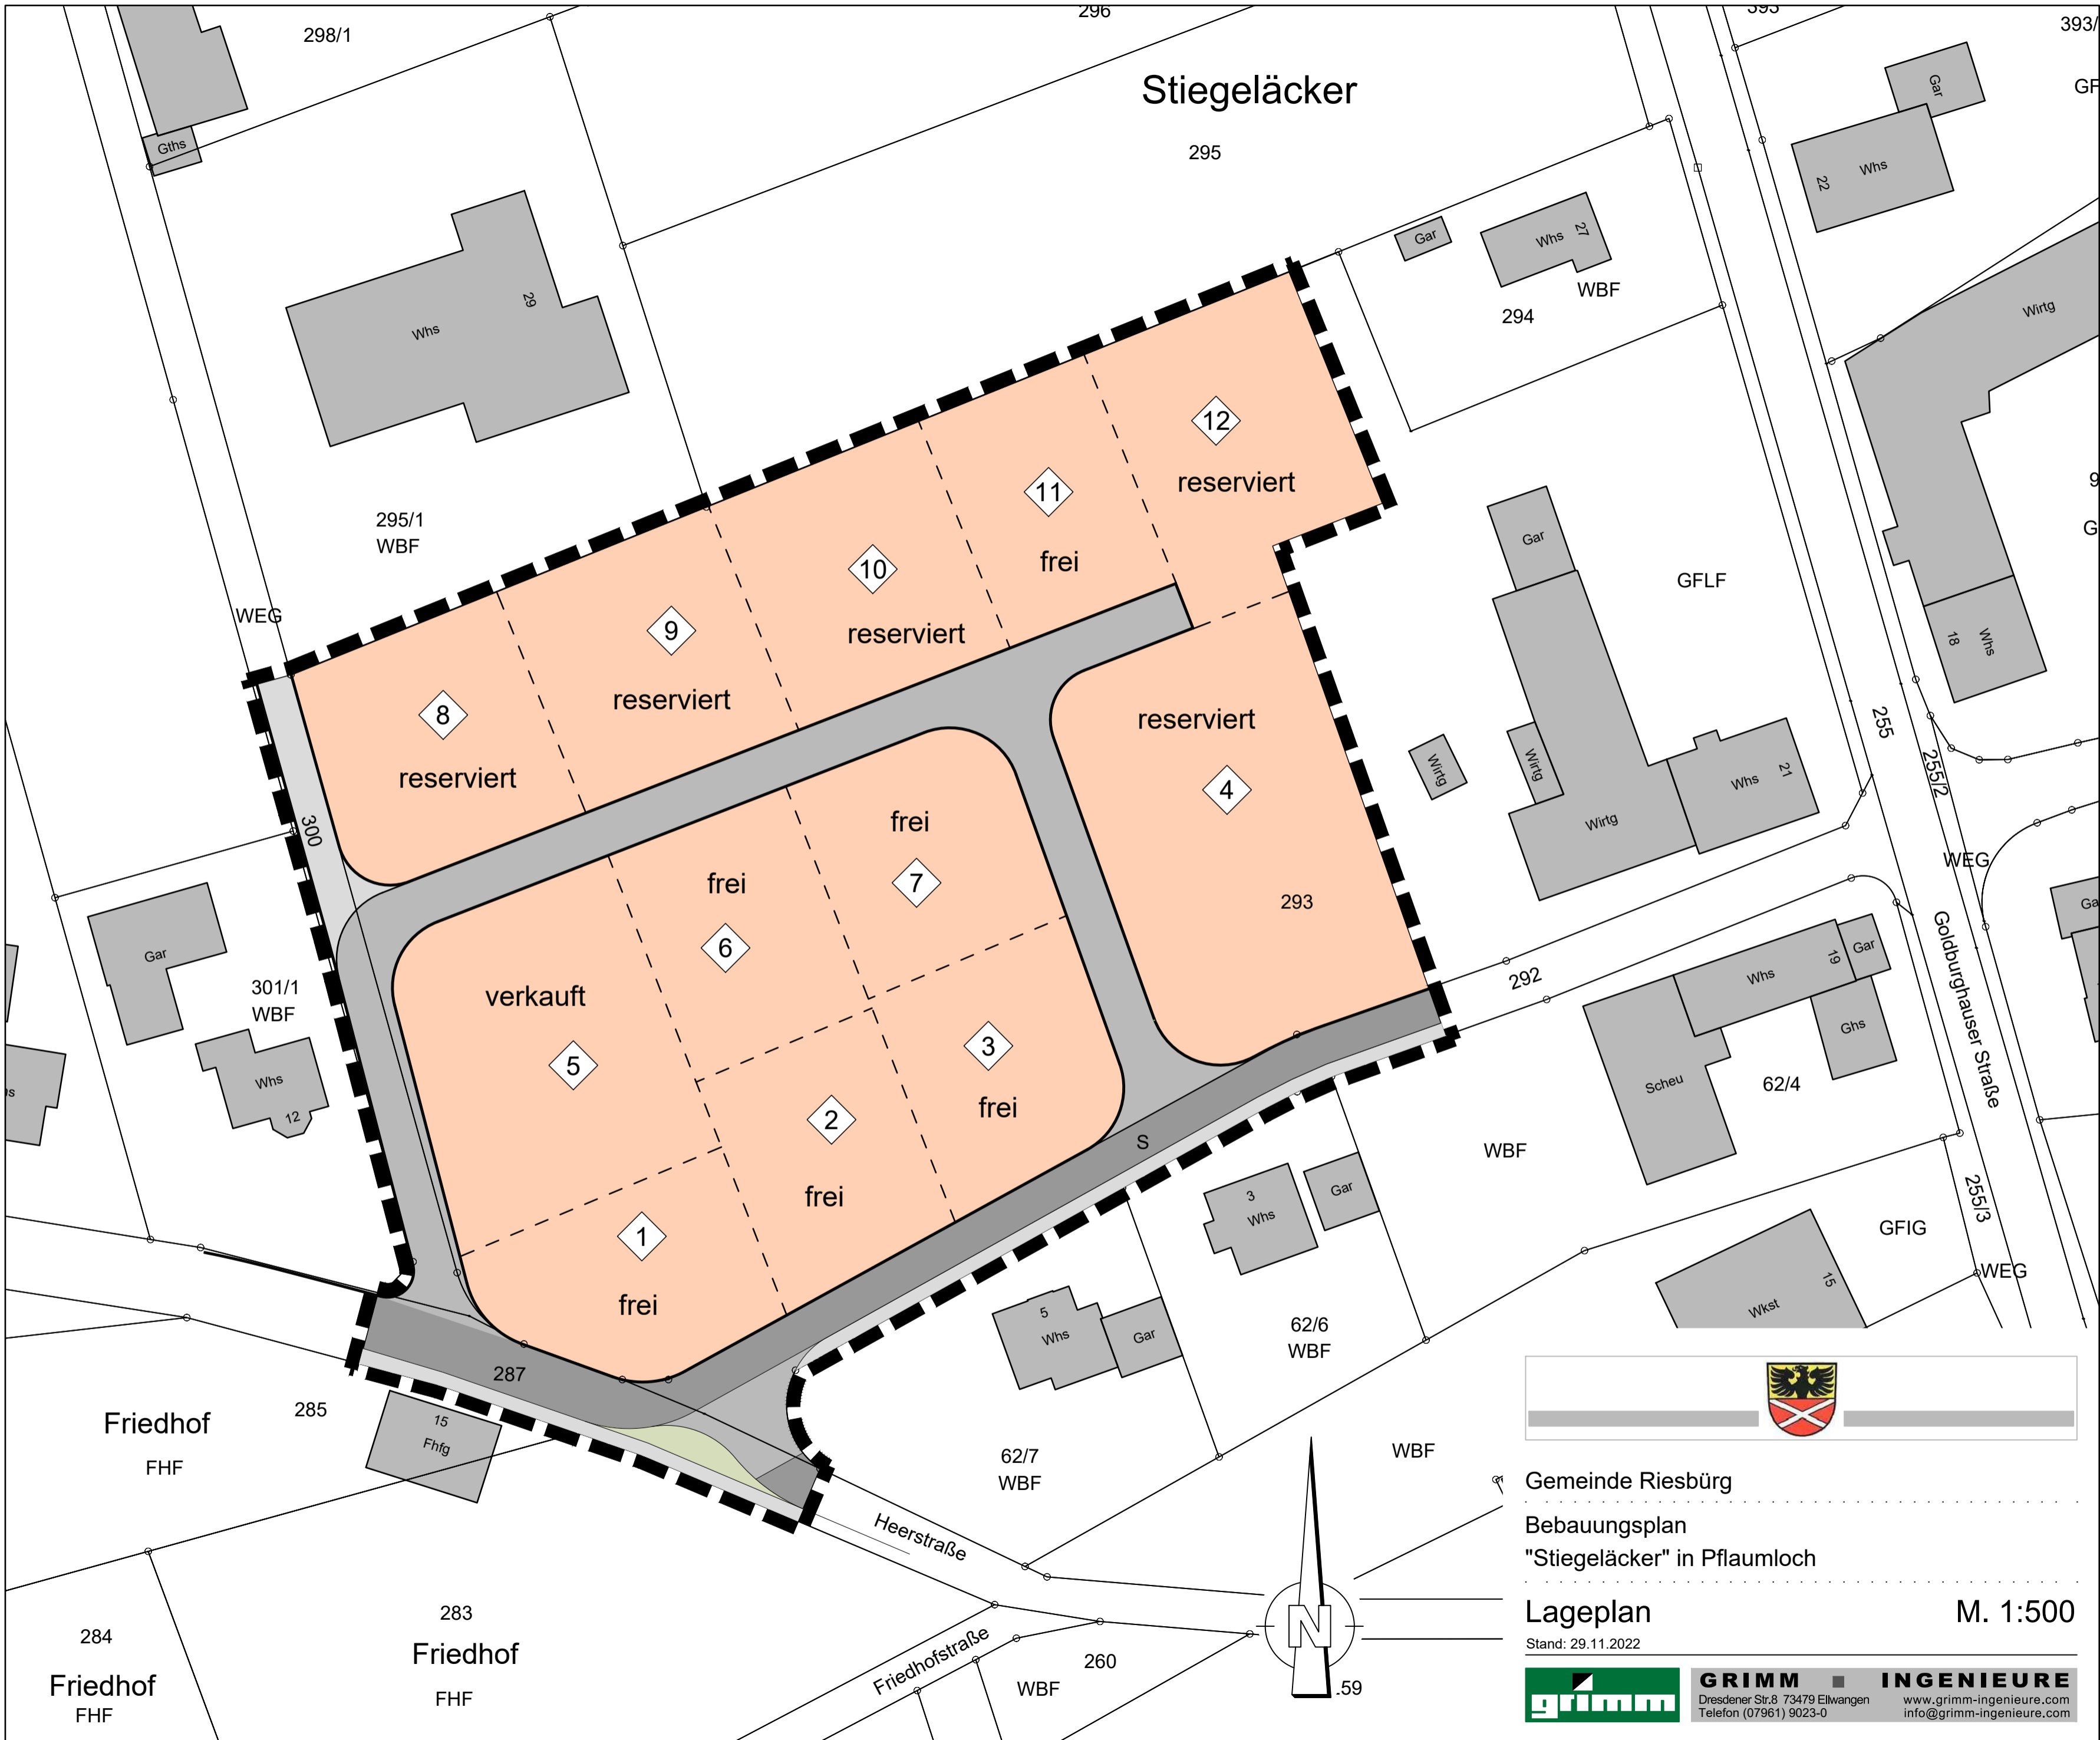 296
393
393/
298/1
GF
Stiegeläcker
Gar
Gths
295
Whs
22
Gar
Whs
27
WBF
29
Whs
294
Wirtg
12
reserviert
11
frei
295/1
WBF
Gar
10
reserviert
GFLF
WEG
9
reserviert
18
Whs
8
reserviert
reserviert
4
255
255/2
Wirtg
Wirtg
Whs
21
Wirtg
300
frei
7
frei
6
293
WEG
Gar
verkauft
5
292
Whs
19
Gar
Ghs
Goldburghauser Straße
301/1
WBF
Whs
12
3
frei
2
frei
Scheu
62/4
S
WBF
1
frei
3
Whs
Gar
255/3
GFIG
WEG
5
Whs
Gar
62/6
WBF
15
Wkst
287
285
Friedhof
FHF
15
Fhfg
62/7
WBF
WBF
Heerstraße
Gemeinde Riesbürg
Bebauungsplan
"Stiegeläcker" in Pflaumloch
Lageplan M. 1:500
Stand: 29.11.2022
283
Friedhof
FHF
284
Friedhof
FHF
Friedhofstraße
260
WBF
N
.59
grimm
GRIMM INGENIEURE
Dresdener Str.8 73479 Ellwangen www.grimm-ingenieure.com
Telefon (07961) 9023-0 info@grimm-ingenieure.com